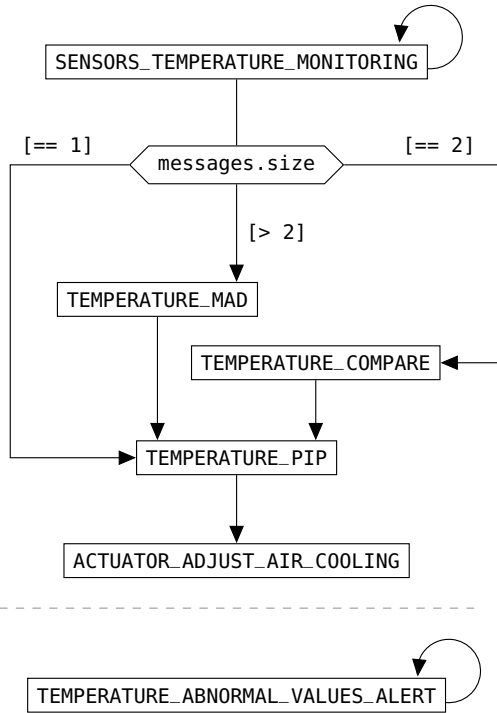 SENSORS_TEMPERATURE_MONITORING
[== 1]
messages.size
[== 2]
[> 2]
TEMPERATURE_MAD
TEMPERATURE_COMPARE
TEMPERATURE_PIP
ACTUATOR_ADJUST_AIR_COOLING
TEMPERATURE_ABNORMAL_VALUES_ALERT